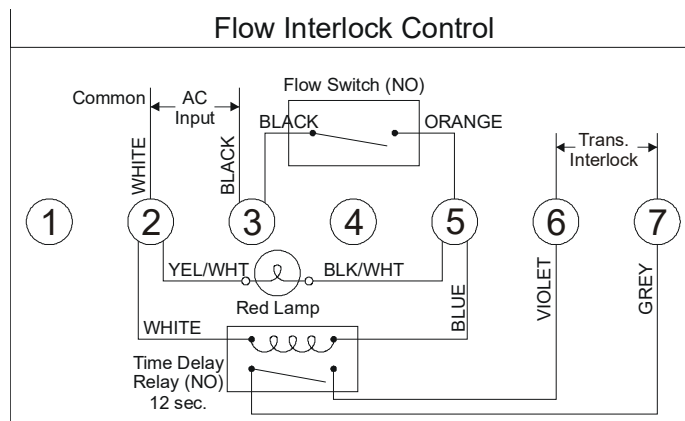 Flow Interlock Control
Flow Switch (NO)
Common
AC
Input
BLACK
ORANGE
Trans.
Interlock
WHITE
BLACK
1
2
3
4
5
6
7
YEL/WHT
BLK/WHT
Red Lamp
BLUE
VIOLET
GREY
WHITE
Time Delay
Relay (NO)
12 sec.